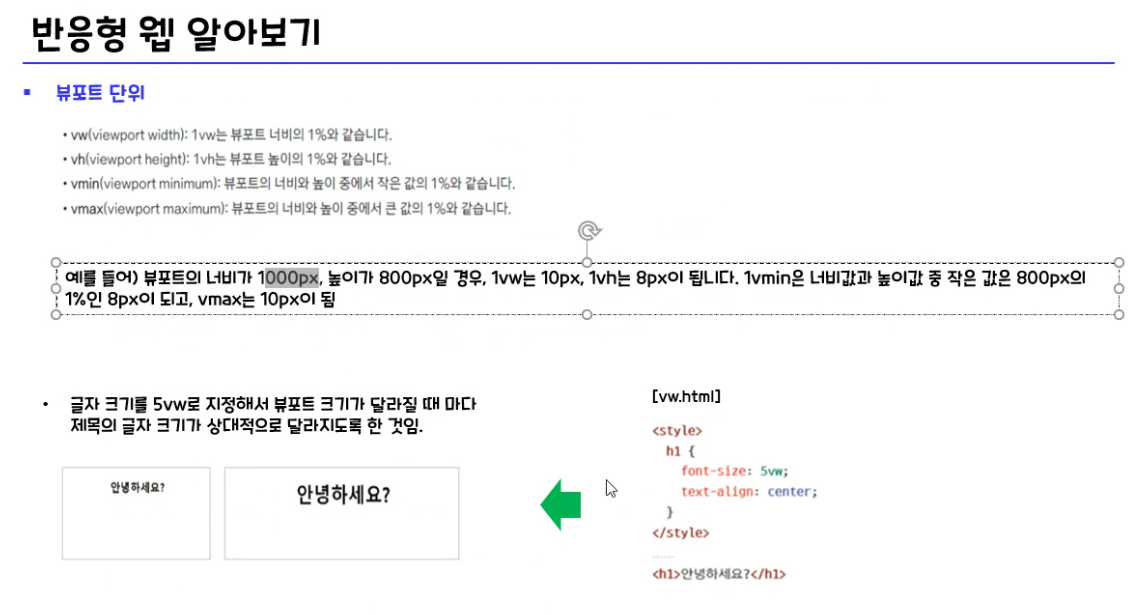 반응형 웹 알아보기
▪ 뷰포트 단위
• vw(viewport width): 1vw는 뷰포트 너비의 1%와 같습니다.
• vh(viewport height): 1vh는 뷰포트 높이의 1%와 같습니다.
• vmin(viewport minimum): 뷰포트의 너비와 높이 중에서 작은 값의 1%와 같습니다.
• vmax(viewport maximum): 뷰포트의 너비와 높이 중에서 큰 값의 1%와 같습니다.
예를 들어) 뷰포트의 너비가 1000px, 높이가 800px일 경우, 1vw는 10px, 1vh는 8px이 됩니다. 1vmin은 너비값과 높이값 중 작은 값은 800px의
1%인 8px이 되고, vmax는 10px이 됨
• 글자 크기를 5vw로 지정해서 뷰포트 크기가 달라질 때 마다
제목의 글자 크기가 상대적으로 달라지도록 한 것임.
안녕하세요?
안녕하세요?
[vw.html]
<style>
h1 {
font-size: 5vw;
text-align: center;
}
</style>
......
<h1>안녕하세요?</h1>